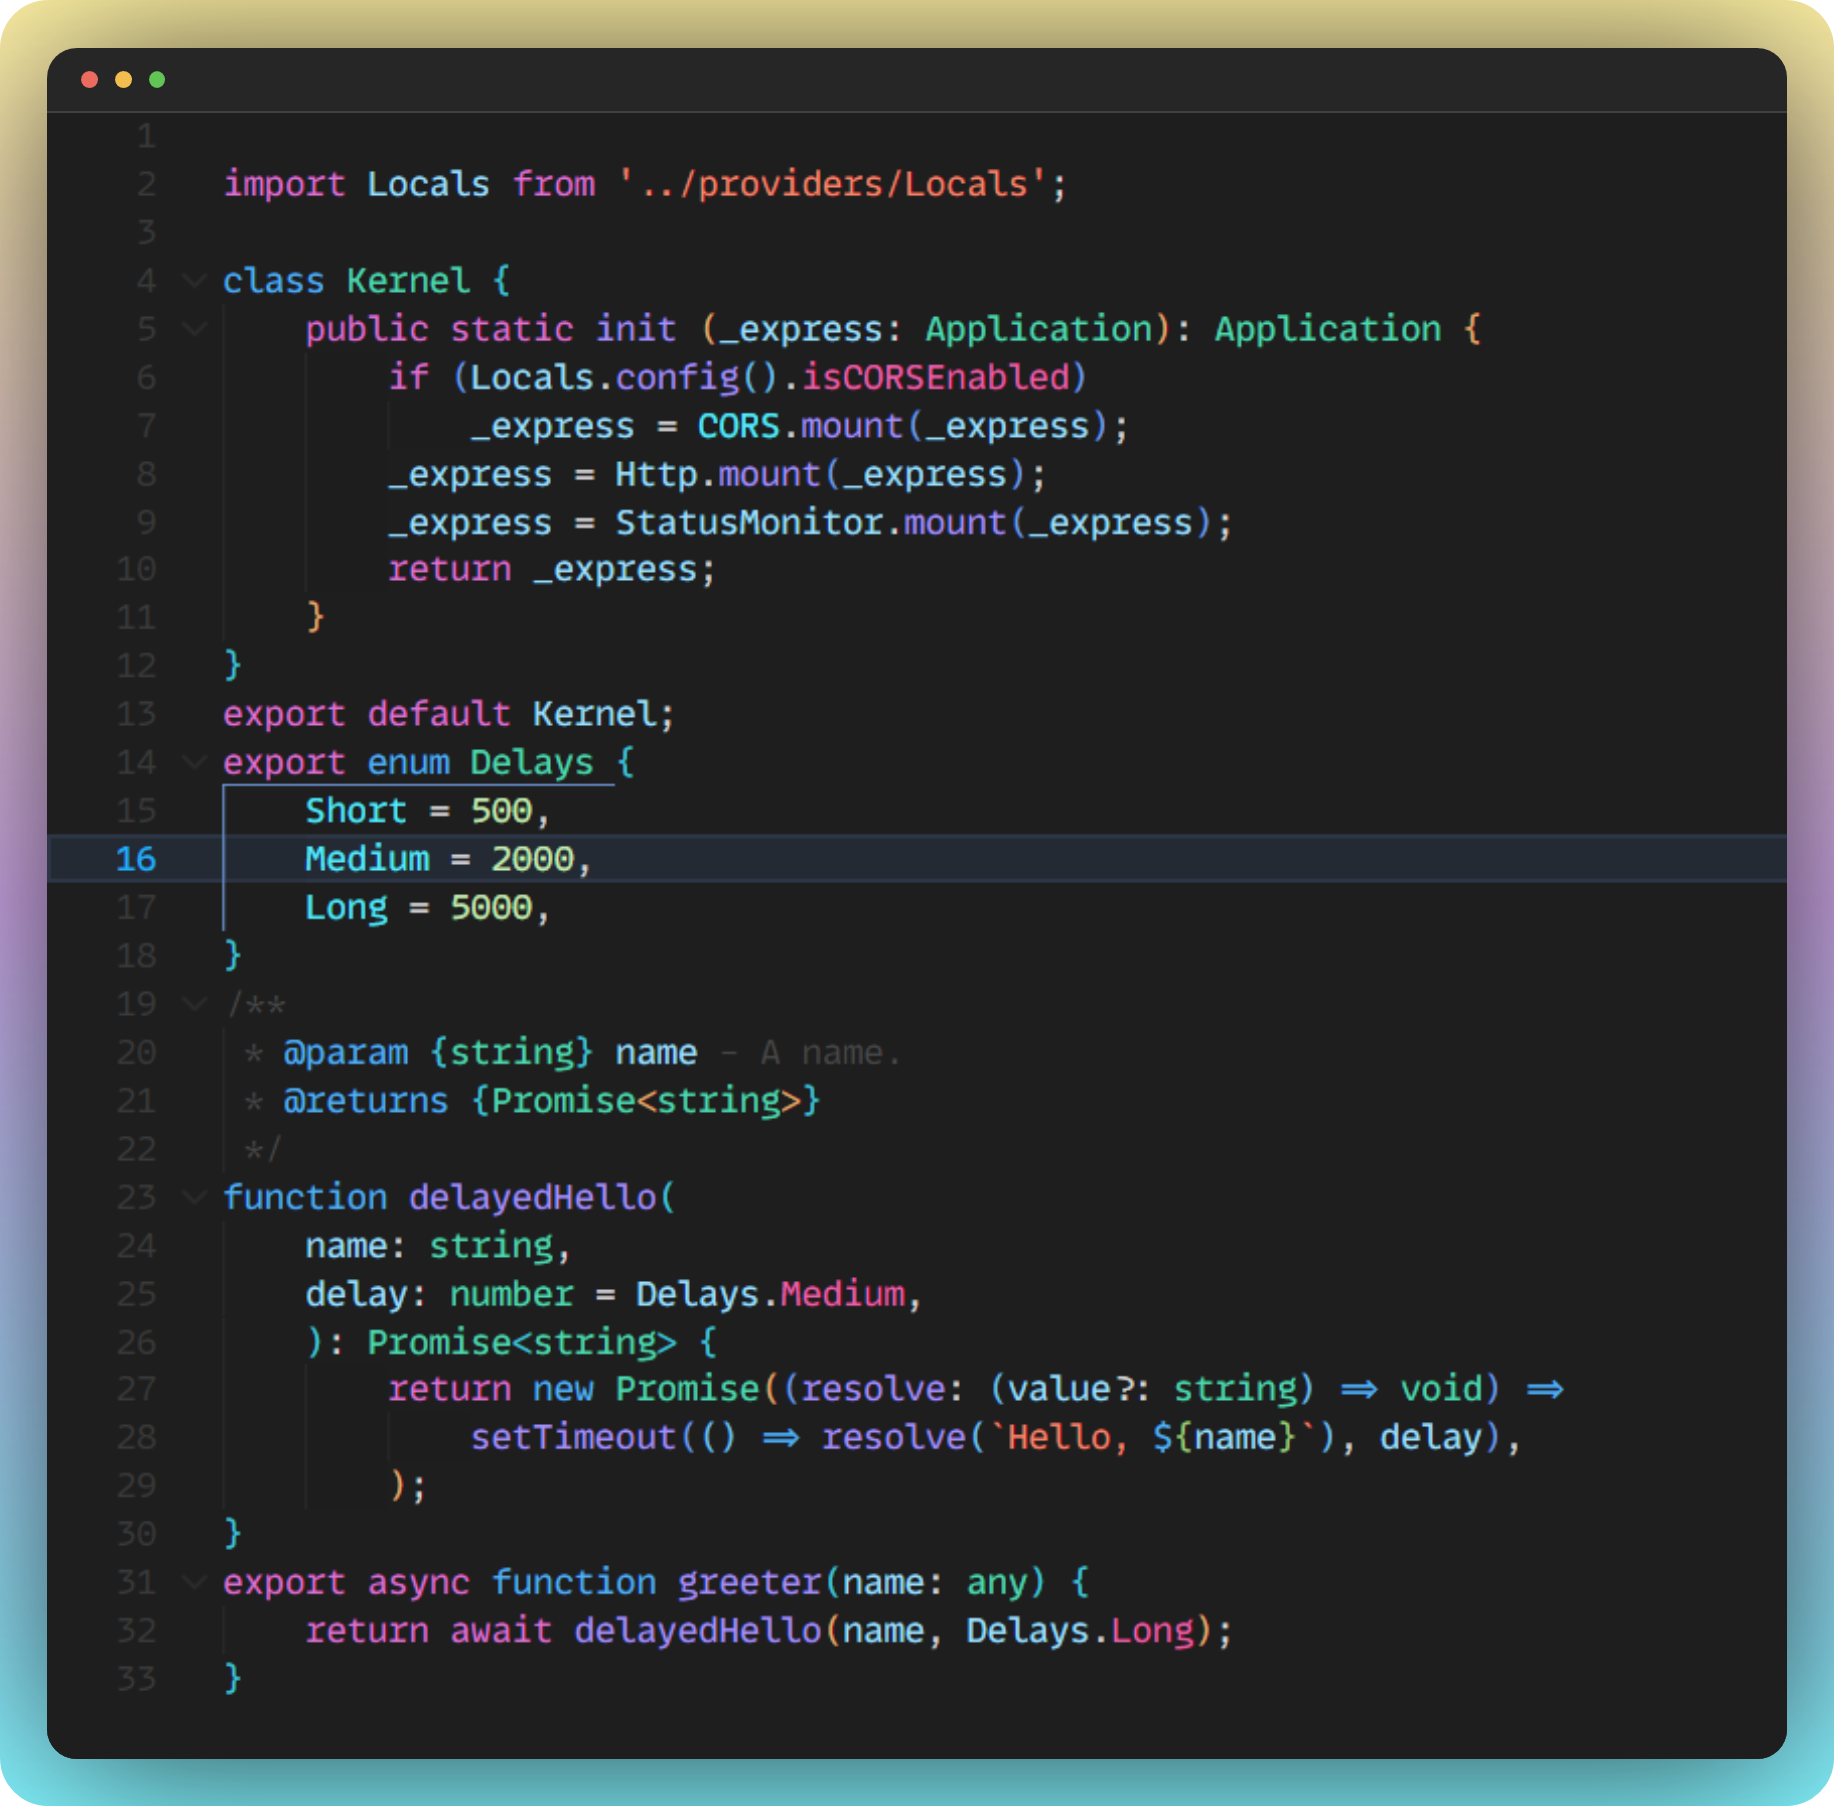 1
2 import Locals from '../providers/Locals';
3
4 class Kernel {
5     public static init (_express: Application): Application {
6         if (Locals.config().isCORSEnabled)
7             _express = CORS.mount(_express);
8         _express = Http.mount(_express);
9         _express = StatusMonitor.mount(_express);
10         return _express;
11     }
12 }
13 export default Kernel;
14 export enum Delays {
15     Short = 500,
16     Medium = 2000,
17     Long = 5000,
18 }
19 /**
20  * @param {string} name - A name.
21  * @returns {Promise<string>}
22  */
23 function delayedHello(
24     name: string,
25     delay: number = Delays.Medium,
26     ): Promise<string> {
27         return new Promise((resolve: (value?: string) => void) =>
28             setTimeout(() => resolve(`Hello, ${name}`), delay),
29         );
30 }
31 export async function greeter(name: any) {
32     return await delayedHello(name, Delays.Long);
33 }